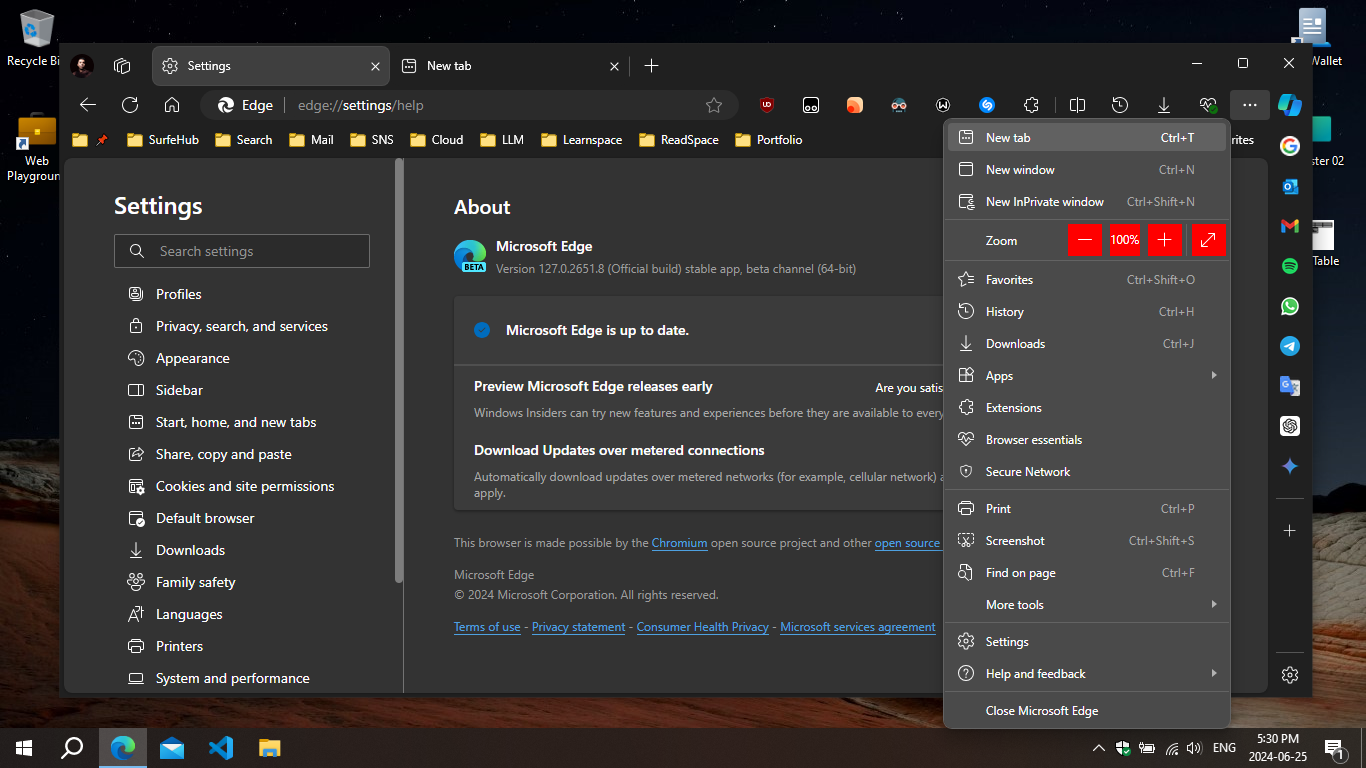 Recycle Bi
Wallet
Settings
New tab
Edge
edge://settings/help
SurfeHub
Search
Mail
SNS
Cloud
LLM
Learnspace
ReadSpace
Portfolio
rites
Web
Playgroun
ster 02
Table
Settings
Search settings
Profiles
Privacy, search, and services
Appearance
Sidebar
Start, home, and new tabs
Share, copy and paste
Cookies and site permissions
Default browser
Downloads
Family safety
Languages
Printers
System and performance
About
Microsoft Edge
BETA
Version 127.0.2651.8 (Official build) stable app, beta channel (64-bit)
Microsoft Edge is up to date.
Preview Microsoft Edge releases early
Are you satis
Windows Insiders can try new features and experiences before they are available to every
Download Updates over metered connections
Automatically download updates over metered networks (for example, cellular network) a
apply.
This browser is made possible by the Chromium open source project and other open source
Microsoft Edge
© 2024 Microsoft Corporation. All rights reserved.
Terms of use - Privacy statement - Consumer Health Privacy - Microsoft services agreement
New tab Ctrl+T
New window Ctrl+N
New InPrivate window Ctrl+Shift+N
Zoom 100%
Favorites Ctrl+Shift+O
History Ctrl+H
Downloads Ctrl+J
Apps
Extensions
Browser essentials
Secure Network
Print Ctrl+P
Screenshot Ctrl+Shift+S
Find on page Ctrl+F
More tools
Settings
Help and feedback
Close Microsoft Edge
ENG
5:30 PM
2024-06-25
1